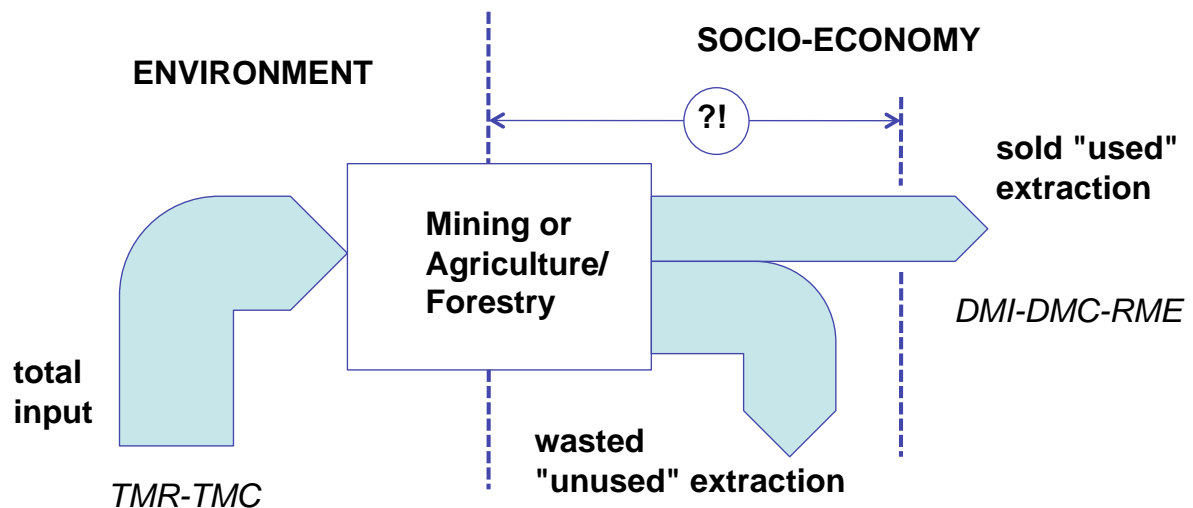 SOCIO-ECONOMY
ENVIRONMENT
?!
sold "used"
extraction
Mining or
Agriculture/
Forestry
DMI-DMC-RME
total
input
wasted
"unused" extraction
TMR-TMC